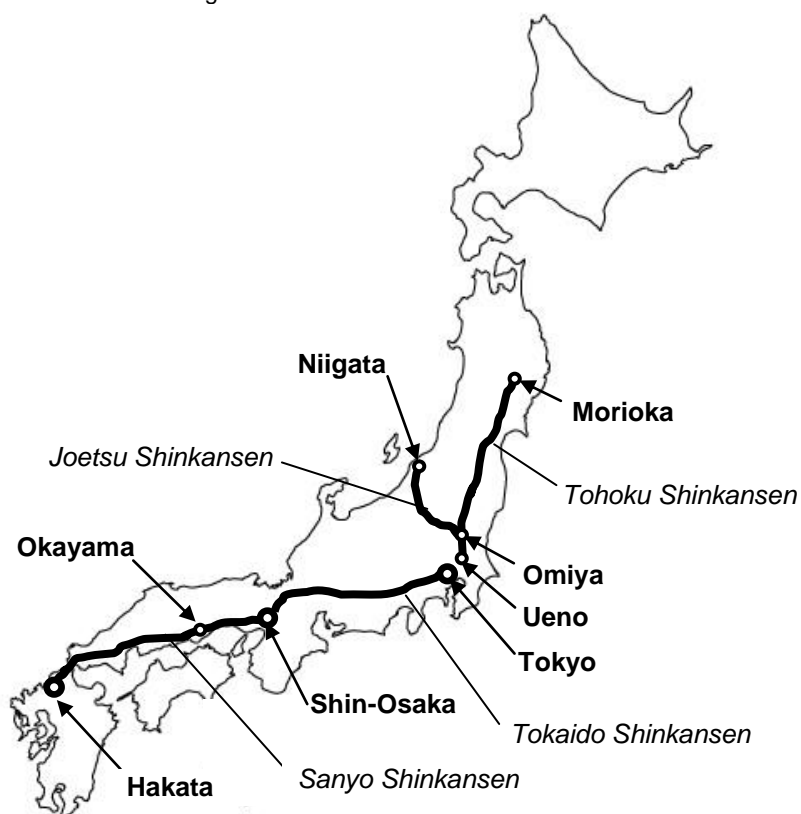 Niigata
Morioka
Joetsu Shinkansen
Tohoku Shinkansen
Okayama
Omiya
Ueno
Tokyo
Shin-Osaka
Tokaido Shinkansen
Hakata
Sanyo Shinkansen